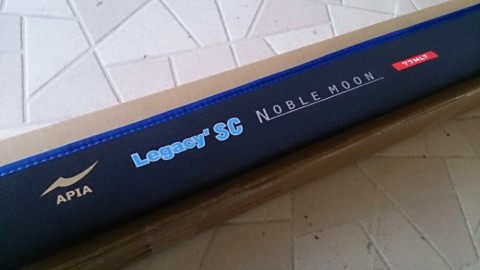 APIA
Legacy' SC
NOBLE MOON
77MLT